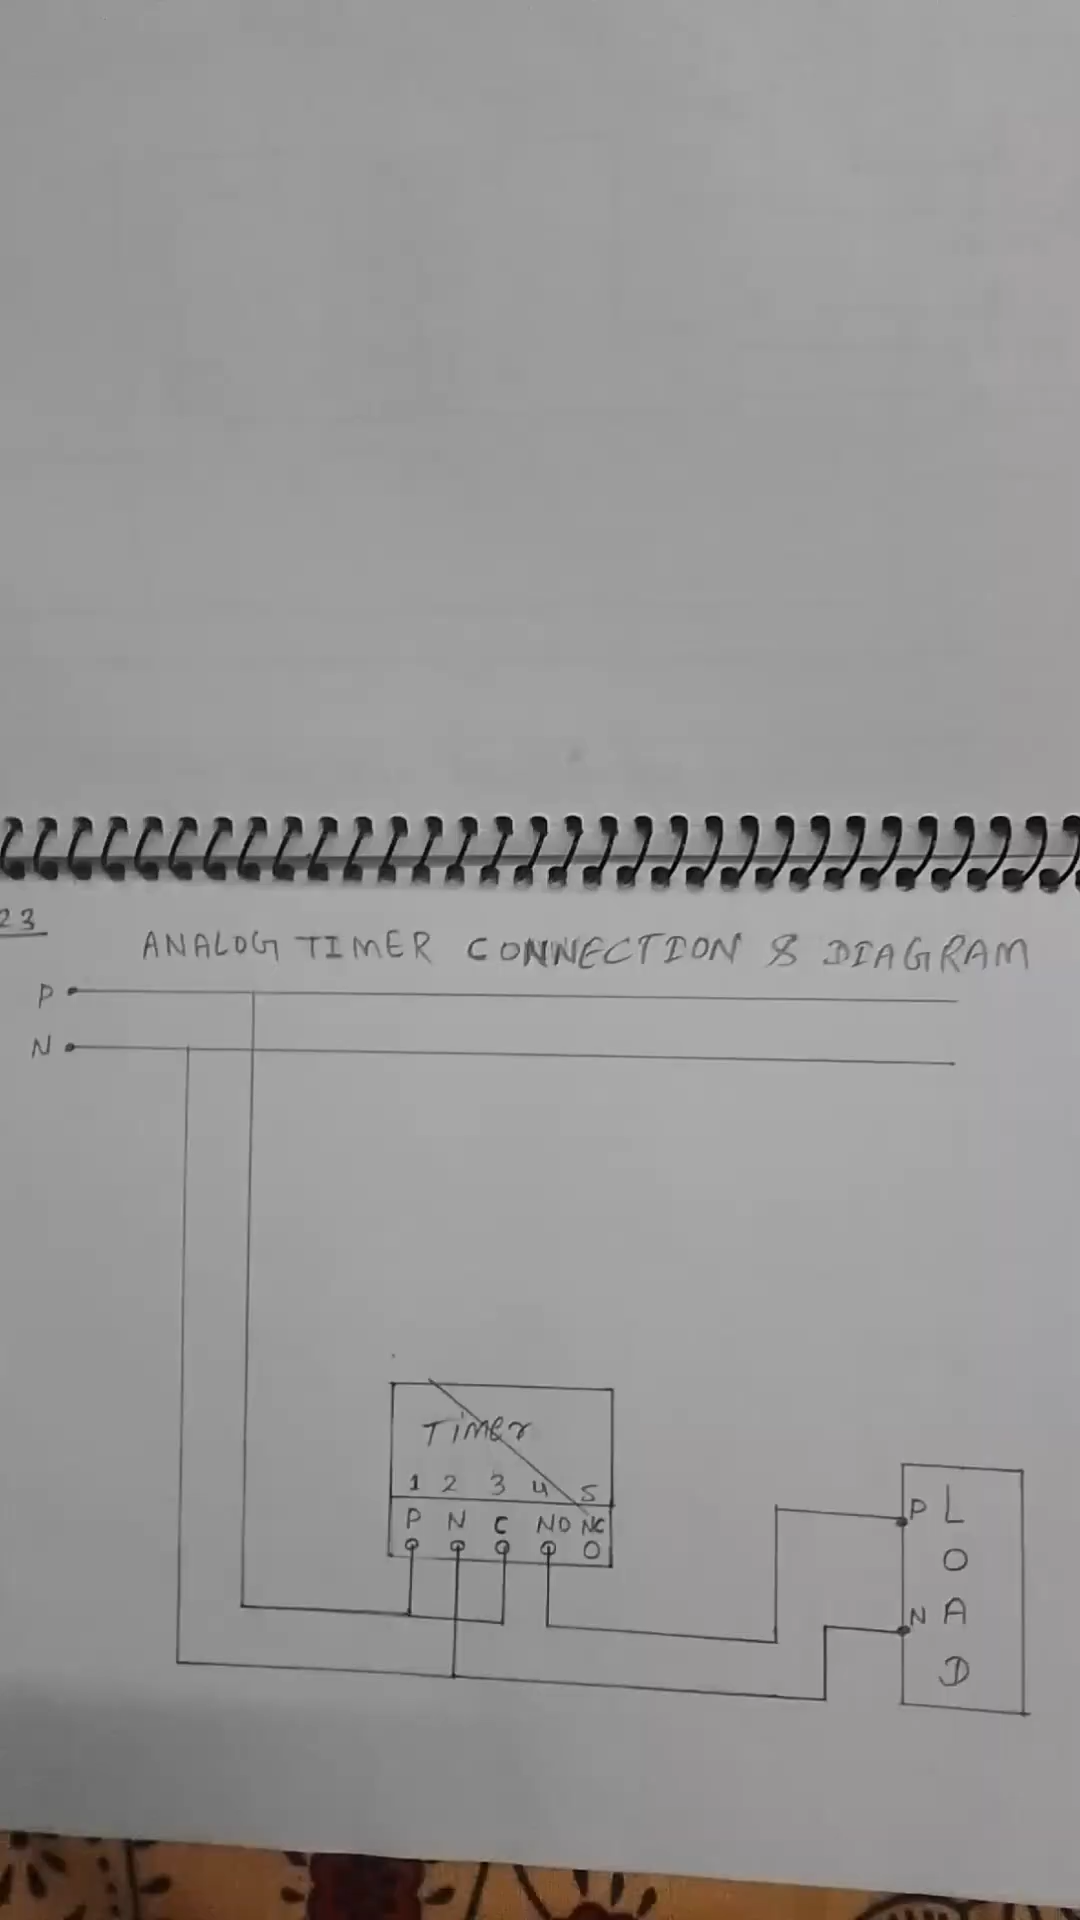 23
ANALOG TIMER CONNECTION & DIAGRAM
P
N
Timer
1 2 3 4 5
P N C NO NC
P
N
LOAD